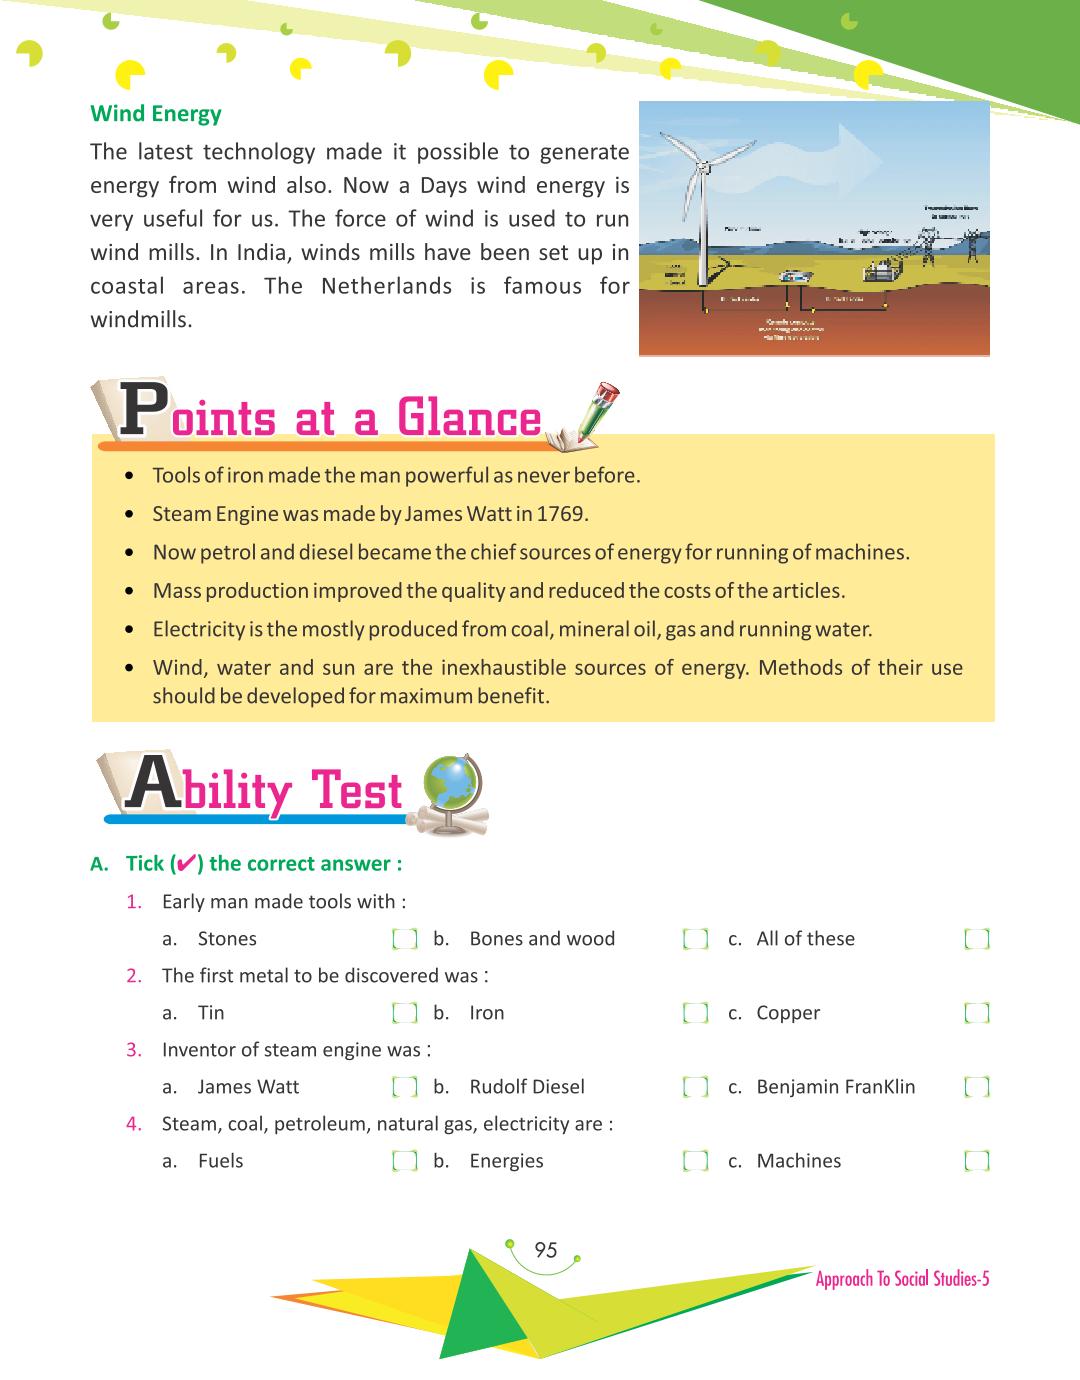 Wind Energy
The latest technology made it possible to generate
energy from wind also. Now a Days wind energy is
very useful for us. The force of wind is used to run
wind mills. In India, winds mills have been set up in
coastal areas. The Netherlands is famous for
windmills.
Points at a Glance
• Tools of iron made the man powerful as never before.
• Steam Engine was made by James Watt in 1769.
• Now petrol and diesel became the chief sources of energy for running of machines.
• Mass production improved the quality and reduced the costs of the articles.
• Electricity is the mostly produced from coal, mineral oil, gas and running water.
• Wind, water and sun are the inexhaustible sources of energy. Methods of their use
should be developed for maximum benefit.
Ability Test
A. Tick (✔) the correct answer :
1. Early man made tools with :
a. Stones b. Bones and wood c. All of these
2. The first metal to be discovered was :
a. Tin b. Iron c. Copper
3. Inventor of steam engine was :
a. James Watt b. Rudolf Diesel c. Benjamin FranKlin
4. Steam, coal, petroleum, natural gas, electricity are :
a. Fuels b. Energies c. Machines
95
Approach To Social Studies-5